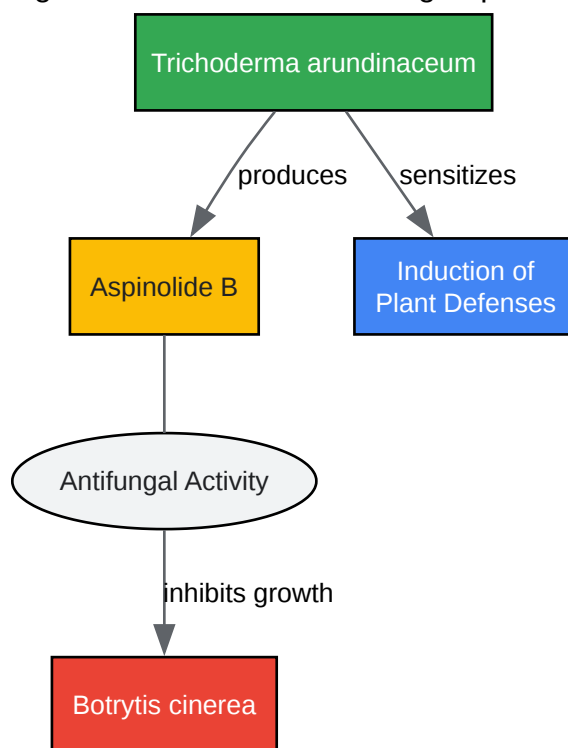 Trichoderma arundinaceum
produces
sensitizes
Aspinolide B
Induction of
Plant Defenses
Antifungal Activity
inhibits growth
Botrytis cinerea